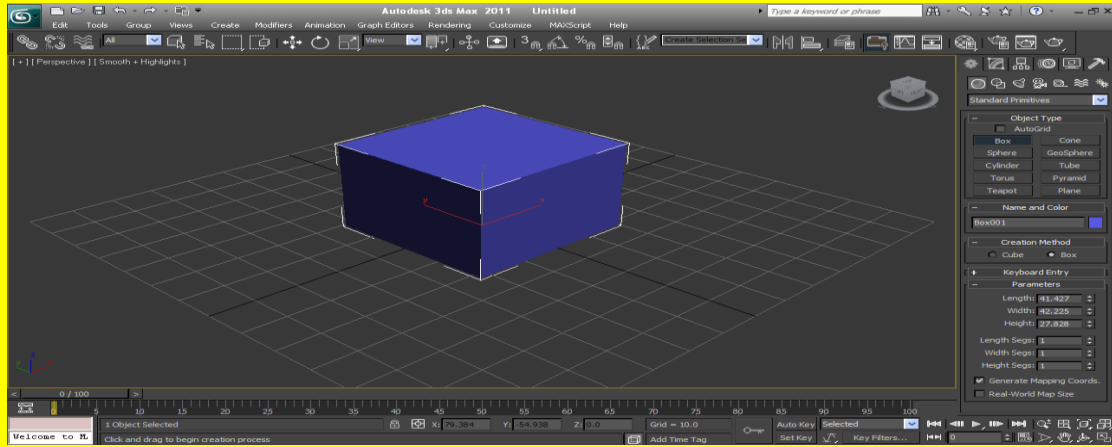 Autodesk 3ds Max 2011 Untitled
Type a keyword or phrase
Edit Tools Group Views Create Modifiers Animation Graph Editors Rendering Customize MAXScript Help
All
View
3
Create Selection Se
[ + ] [ Perspective ] [ Smooth + Highlights ]
Standard Primitives
Object Type
AutoGrid
Box Cone
Sphere GeoSphere
Cylinder Tube
Torus Pyramid
Teapot Plane
Name and Color
Box001
Creation Method
Cube Box
Keyboard Entry
Parameters
Length: 41.427
Width: 42.225
Height: 27.828
Length Segs: 1
Width Segs: 1
Height Segs: 1
Generate Mapping Coords.
Real-World Map Size
0 / 100
0 5 10 15 20 25 30 35 40 45 50 55 60 65 70 75 80 85 90 95 100
1 Object Selected
X: 79.384 Y: -54.938 Z: 0.0
Grid = 10.0
Auto Key Selected
Welcome to M
Click and drag to begin creation process
Add Time Tag
Set Key Key Filters...
0